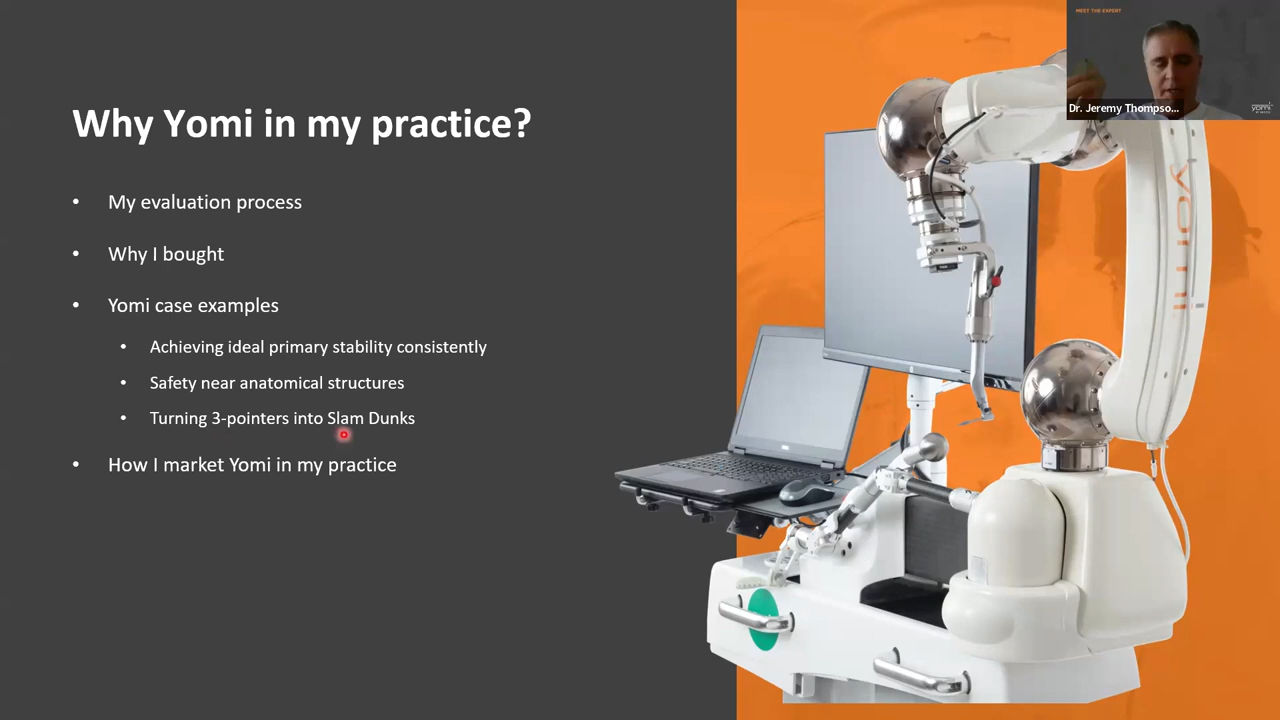 MEET THE EXPERT
Dr. Jeremy Thompso...
yomi
Why Yomi in my practice?
• My evaluation process
• Why I bought
• Yomi case examples
• Achieving ideal primary stability consistently
• Safety near anatomical structures
• Turning 3-pointers into Slam Dunks
• How I market Yomi in my practice
yomi